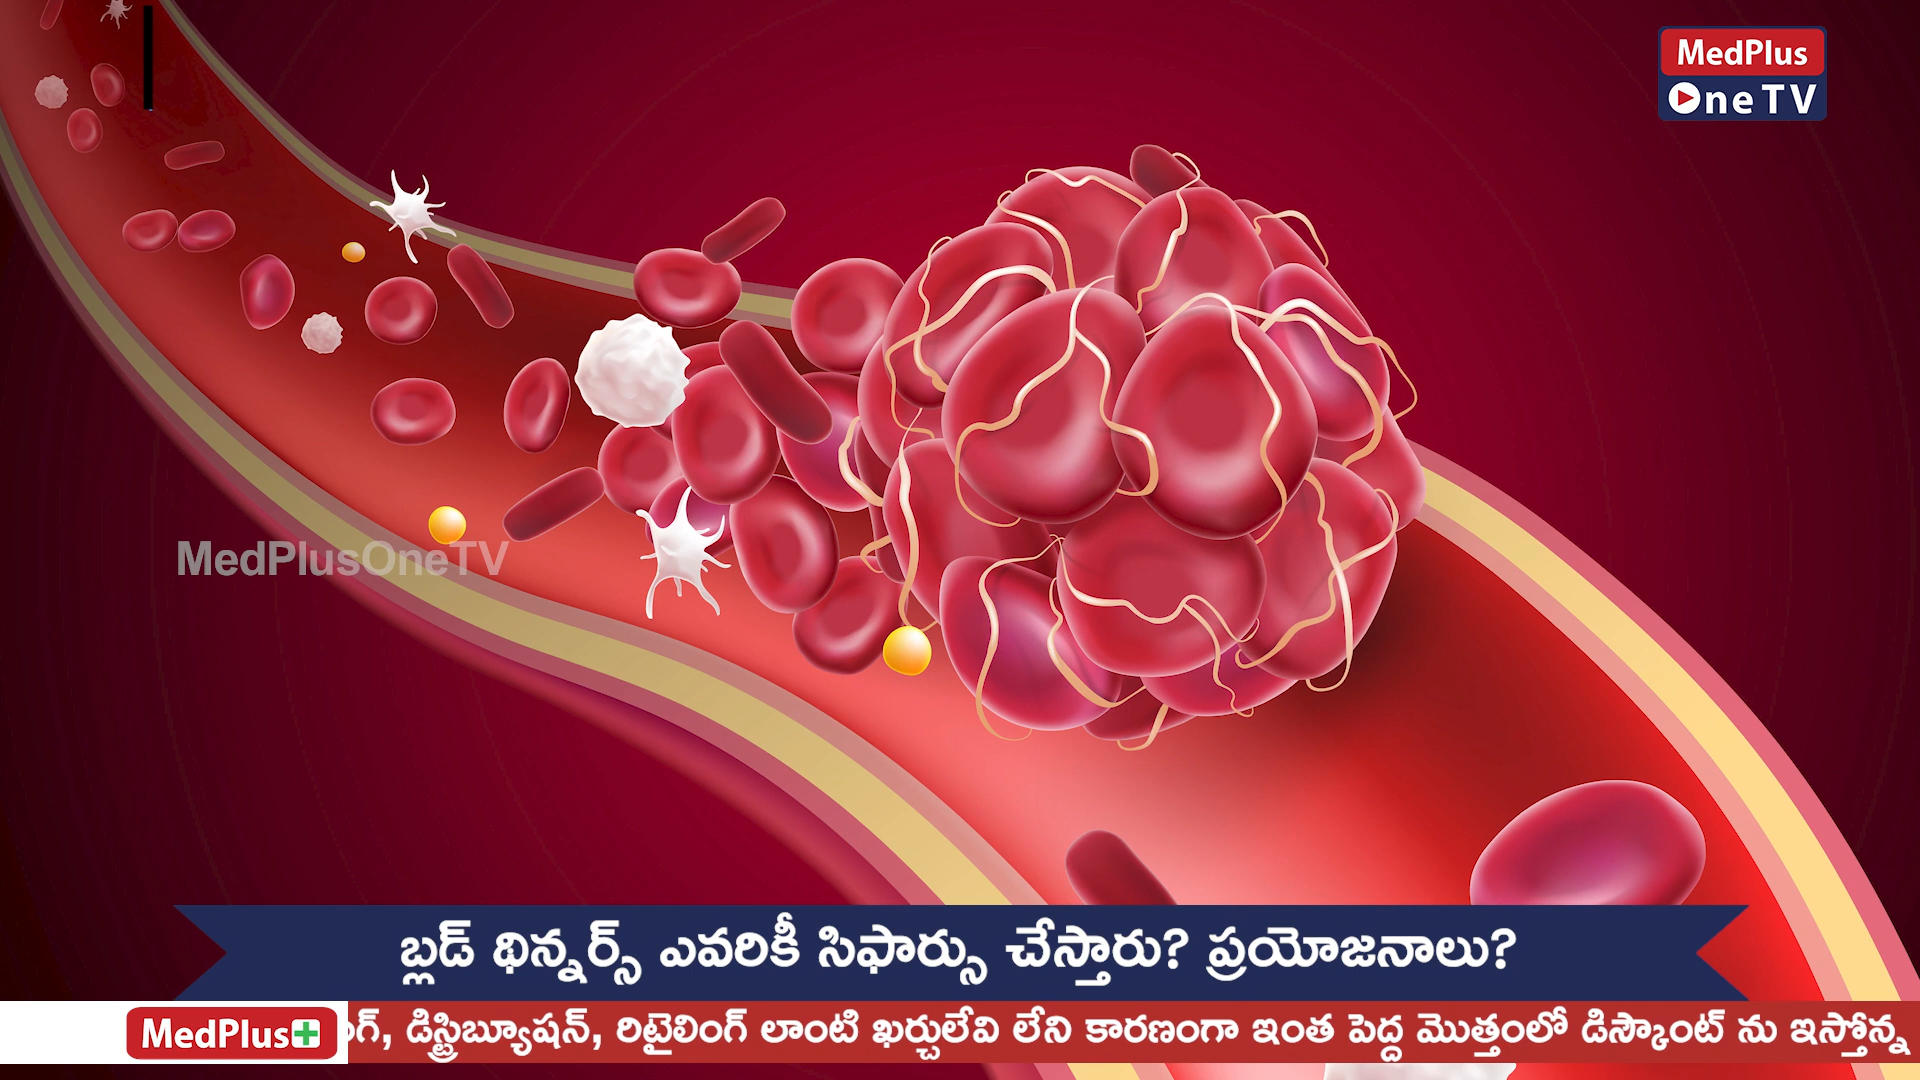 MedPlus
One TV
MedPlusOneTV
బ్లడ్ థిన్నర్స్ ఎవరికీ సిఫార్సు చేస్తారు? ప్రయోజనాలు?
MedPlus
డిస్ట్రిబ్యూషన్, రిటైలింగ్ లాంటి ఖర్చులేవి లేని కారణంగా ఇంత పెద్ద మొత్తంలో డిస్కౌంట్ ను ఇస్తోన్న